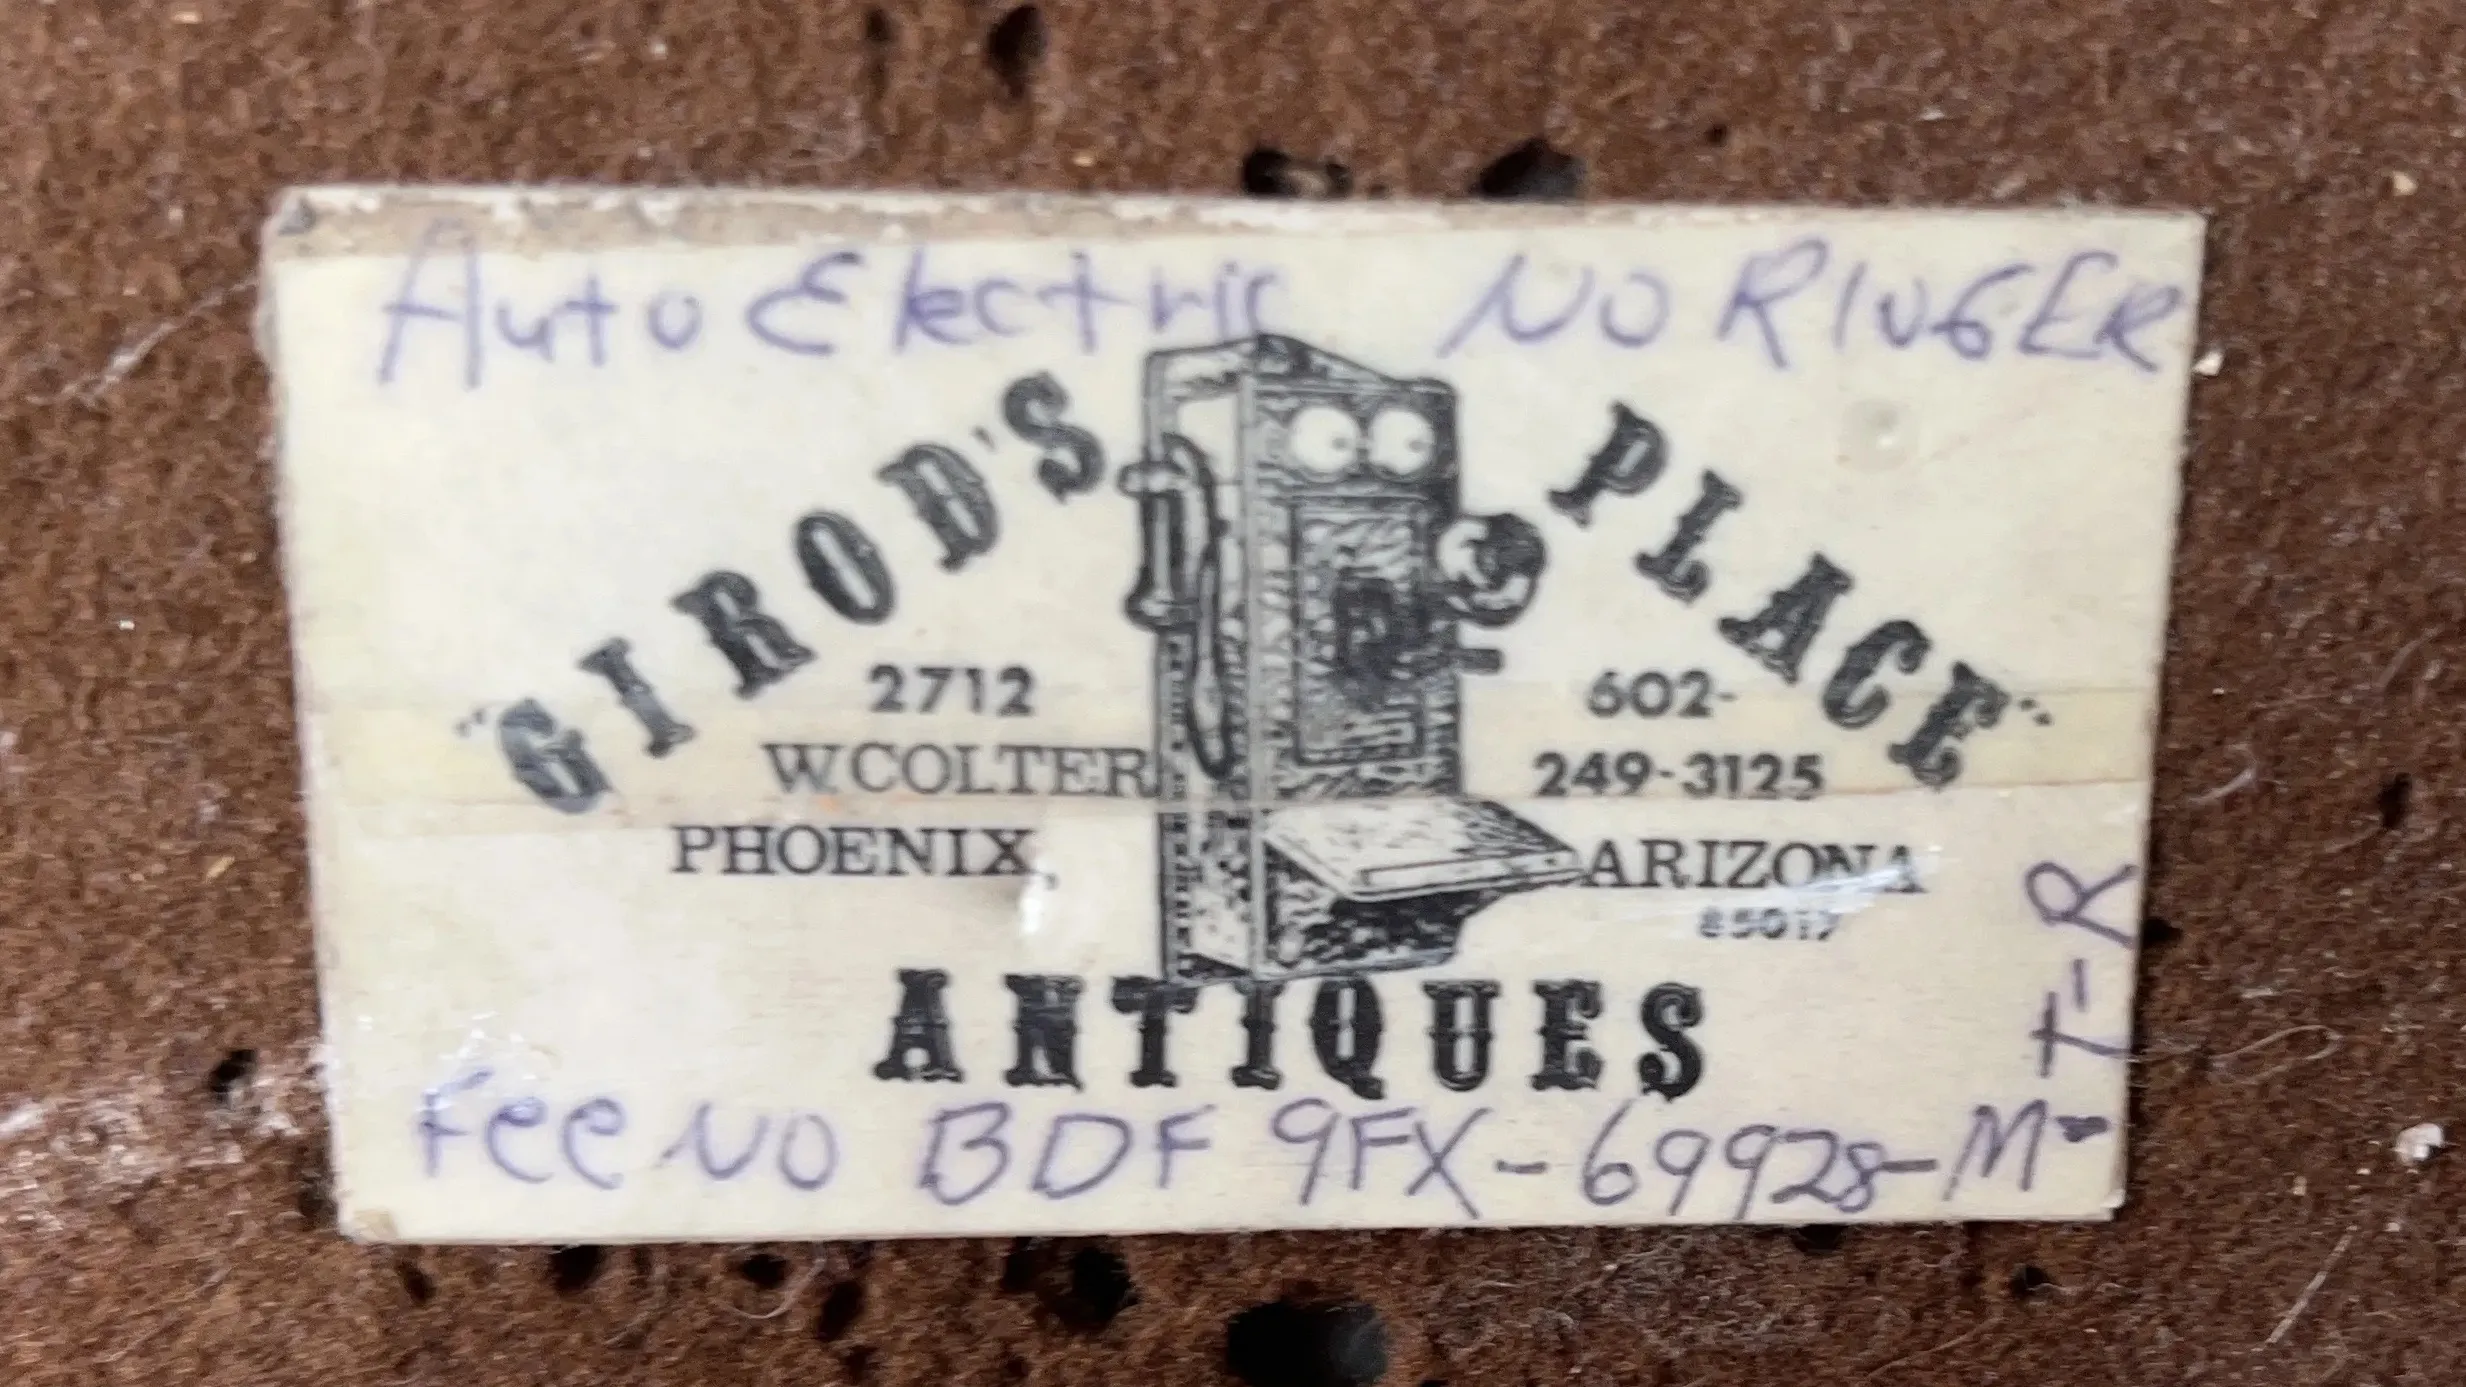 Auto Electric NO RINGER
"GIROD'S PLACE"
2712 602-
W. COLTER 249-3125
PHOENIX, ARIZONA
85017
ANTIQUES
Fee NO BDF 9FX-69928-M-T-R